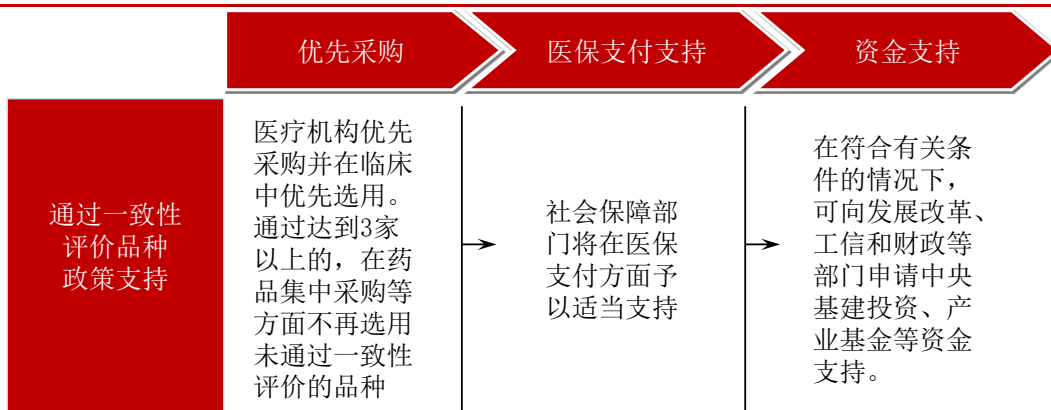 优先采购
医保支付支持
资金支持
通过一致性
评价品种
政策支持
医疗机构优先
采购并在临床
中优先选用。
通过达到3家
以上的，在药
品集中采购等
方面不再选用
未通过一致性
评价的品种
社会保障部
门将在医保
支付方面予
以适当支持
在符合有关条
件的情况下，
可向发展改革、
工信和财政等
部门申请中央
基建投资、产
业基金等资金
支持。